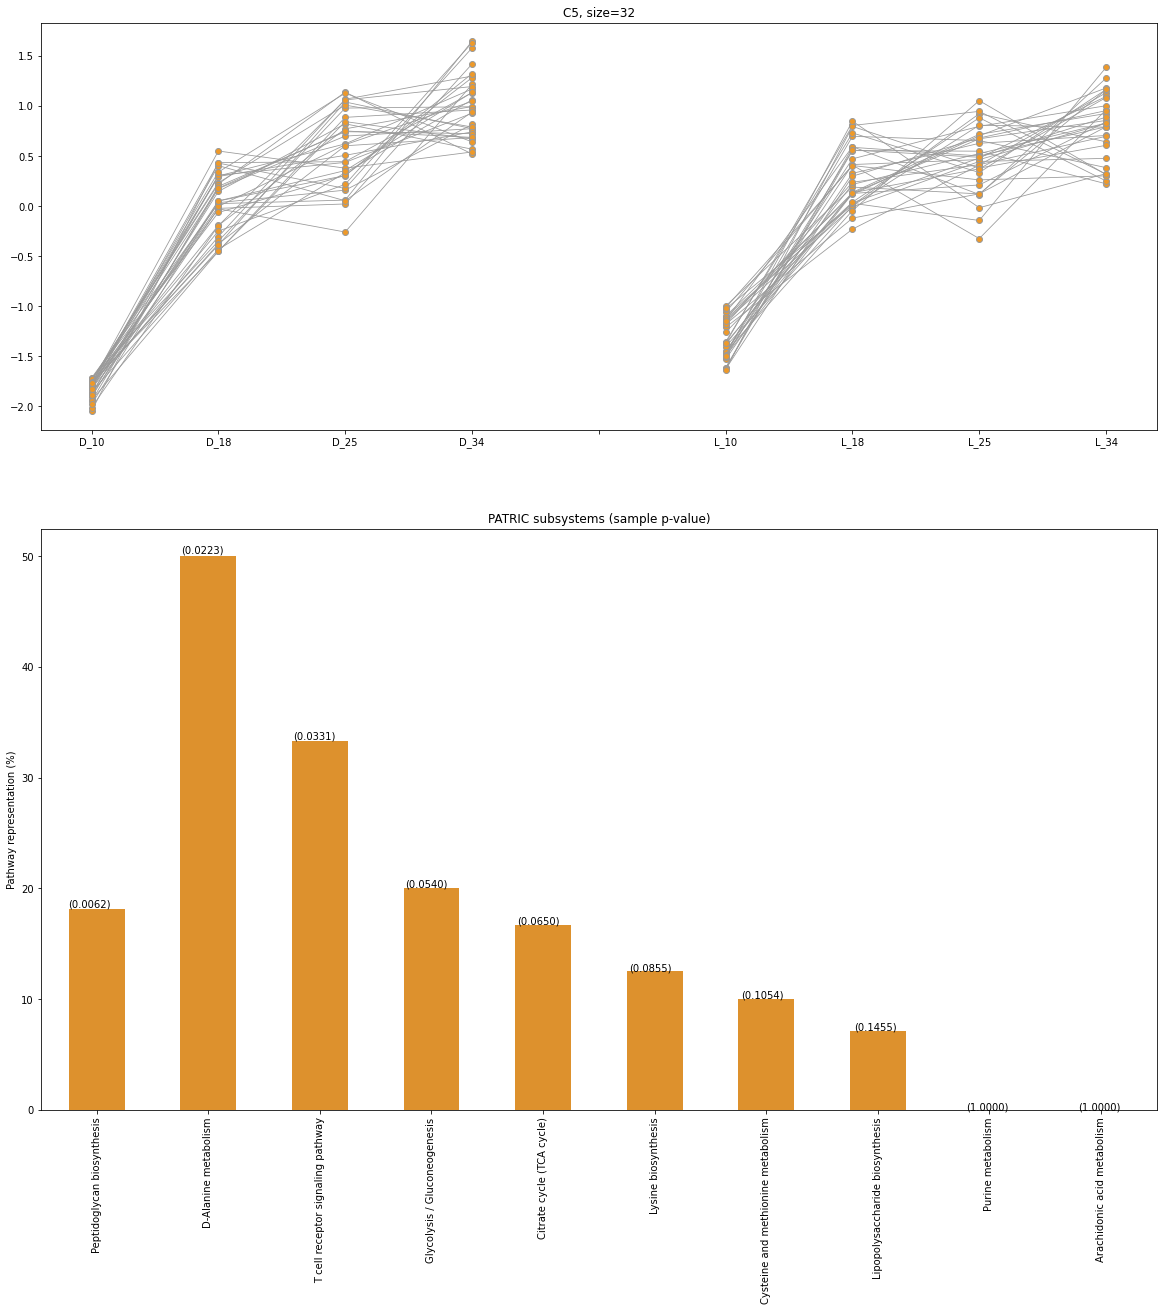 C5, size=32
1.5
1.0
0.5
0.0
−0.5
−1.0
−1.5
−2.0
D_10 D_18 D_25 D_34 L_10 L_18 L_25 L_34
PATRIC subsystems (sample p-value)
Pathway representation (%)
50
40
30
20
10
0
(0.0062)
(0.0223)
(0.0331)
(0.0540)
(0.0650)
(0.0855)
(0.1054)
(0.1455)
(1.0000)
(1.0000)
Peptidoglycan biosynthesis
D-Alanine metabolism
T cell receptor signaling pathway
Glycolysis / Gluconeogenesis
Citrate cycle (TCA cycle)
Lysine biosynthesis
Cysteine and methionine metabolism
Lipopolysaccharide biosynthesis
Purine metabolism
Arachidonic acid metabolism